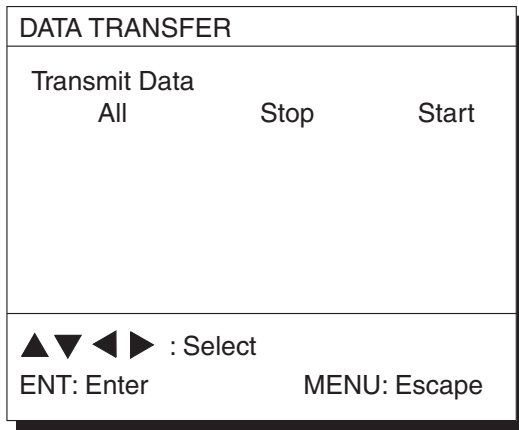 DATA TRANSFER
Transmit Data
All Stop Start
▲▼◀▶ : Select
ENT: Enter MENU: Escape